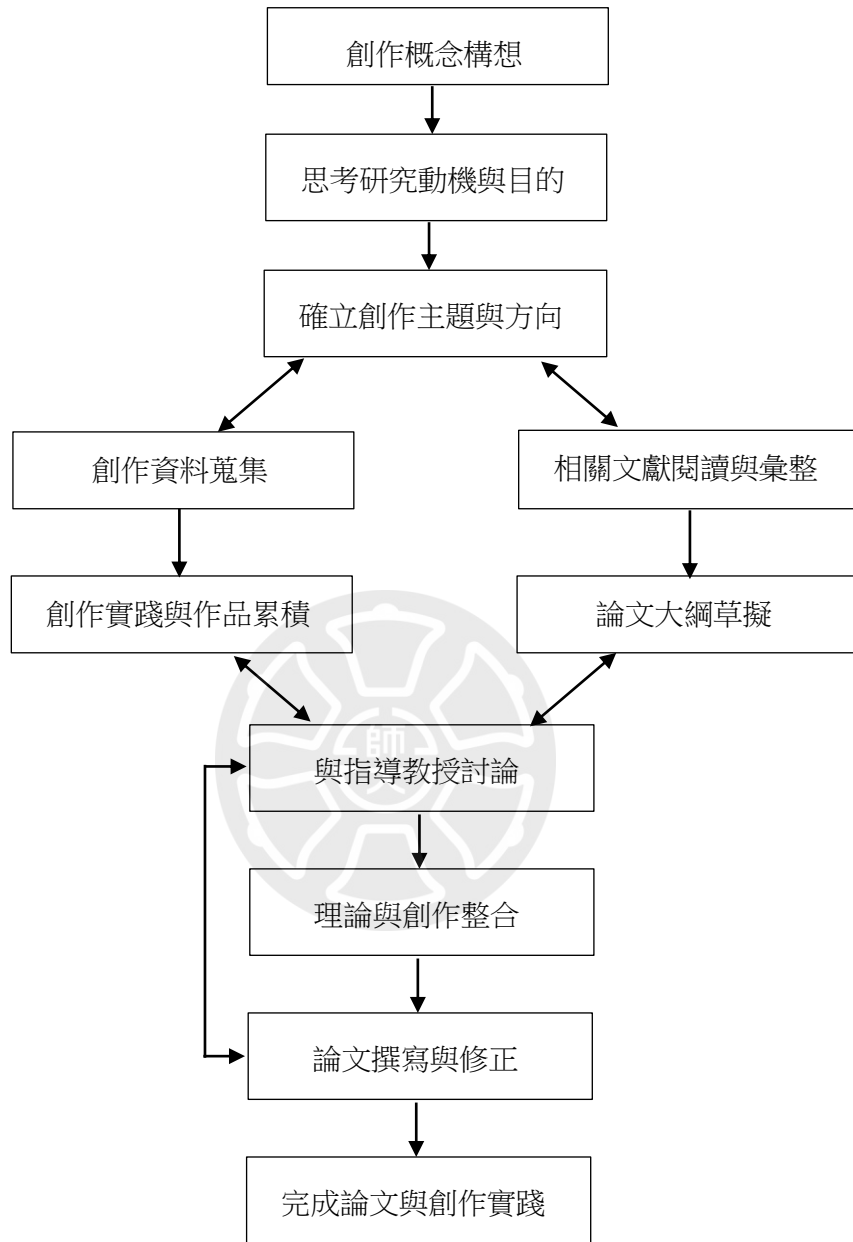 創作概念構想
思考研究動機與目的
確立創作主題與方向
創作資料蒐集
相關文獻閱讀與彙整
創作實踐與作品累積
論文大綱草擬
師大
與指導教授討論
理論與創作整合
論文撰寫與修正
完成論文與創作實踐